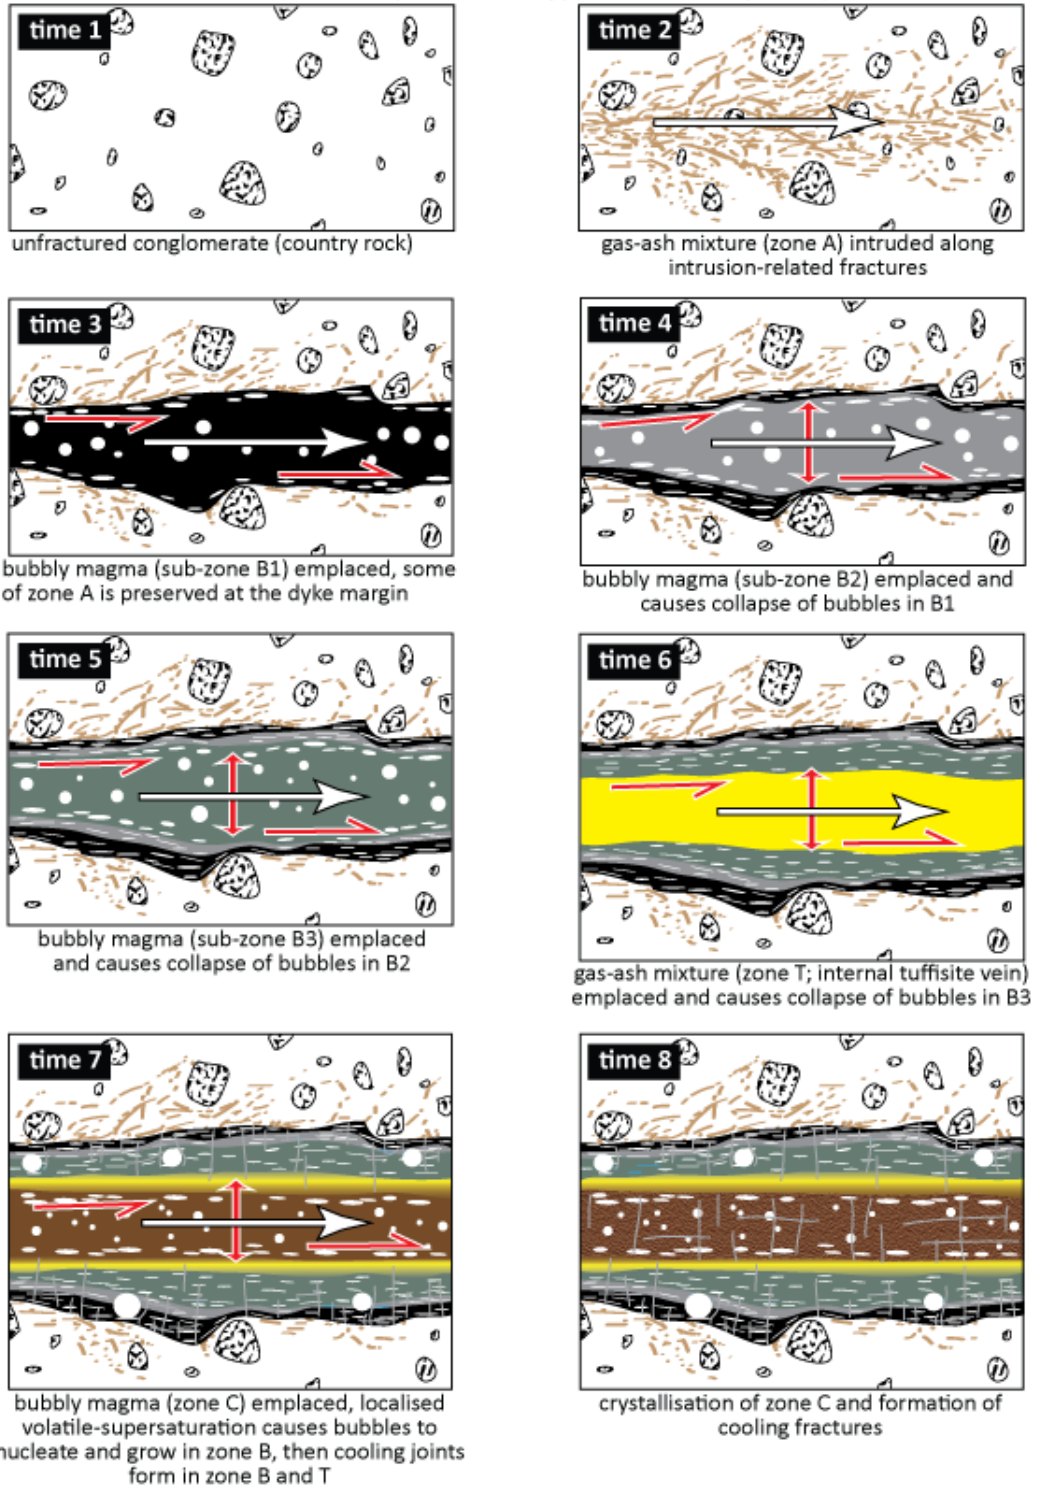 time 1
unfractured conglomerate (country rock)
time 2
gas-ash mixture (zone A) intruded along
intrusion-related fractures
time 3
bubbly magma (sub-zone B1) emplaced, some
of zone A is preserved at the dyke margin
time 4
bubbly magma (sub-zone B2) emplaced and
causes collapse of bubbles in B1
time 5
bubbly magma (sub-zone B3) emplaced
and causes collapse of bubbles in B2
time 6
gas-ash mixture (zone T; internal tuffisite vein)
emplaced and causes collapse of bubbles in B3
time 7
bubbly magma (zone C) emplaced, localised
volatile-supersaturation causes bubbles to
nucleate and grow in zone B, then cooling joints
form in zone B and T
time 8
crystallisation of zone C and formation of
cooling fractures